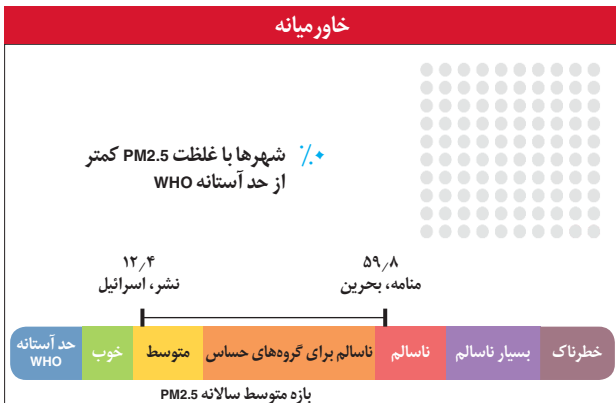 خاورمیانه
٪۰ شهرها با غلظت PM2.5 کمتر
از حد آستانه WHO
۵۹٫۸
منامه، بحرین
۱۲٫۴
نشر، اسرائیل
حد آستانه WHO
خوب
متوسط
ناسالم برای گروه‌های حساس
ناسالم
بسیار ناسالم
خطرناک
بازه متوسط سالانه PM2.5